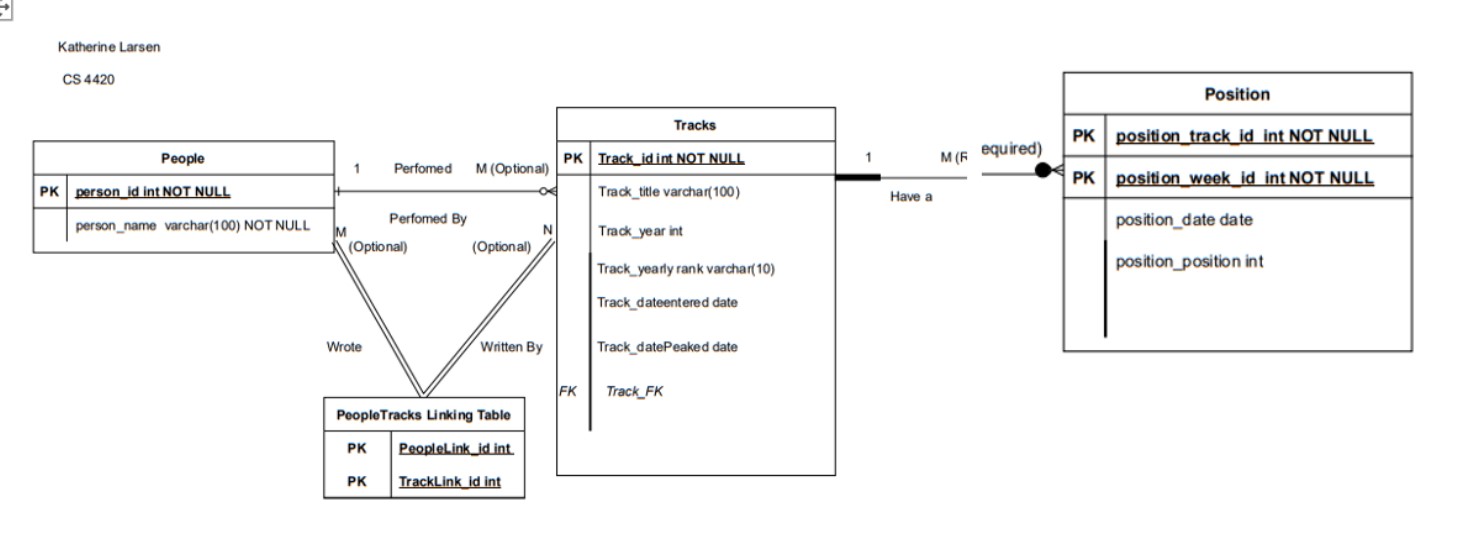 Katherine Larsen
CS 4420
People
PK person_id int NOT NULL
person_name varchar(100) NOT NULL
1 Perfomed M (Optional)
Perfomed By
M N
(Optional) (Optional)
Wrote Written By
PeopleTracks Linking Table
PK PeopleLink_id int
PK TrackLink_id int
Tracks
PK Track_id int NOT NULL
Track_title varchar(100)
Track_year int
Track_yearly rank varchar(10)
Track_dateentered date
Track_datePeaked date
FK Track_FK
1 M (R equired)
Have a
Position
PK position_track_id int NOT NULL
PK position_week_id int NOT NULL
position_date date
position_position int